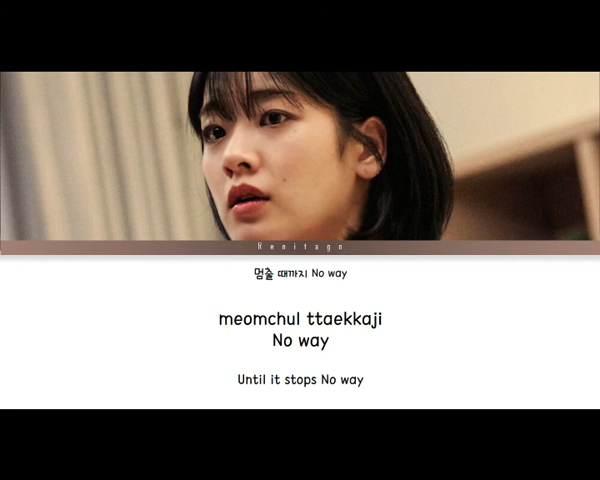 Renitago
멈출 때까지 No way
meomchul ttaekkaji
No way
Until it stops No way